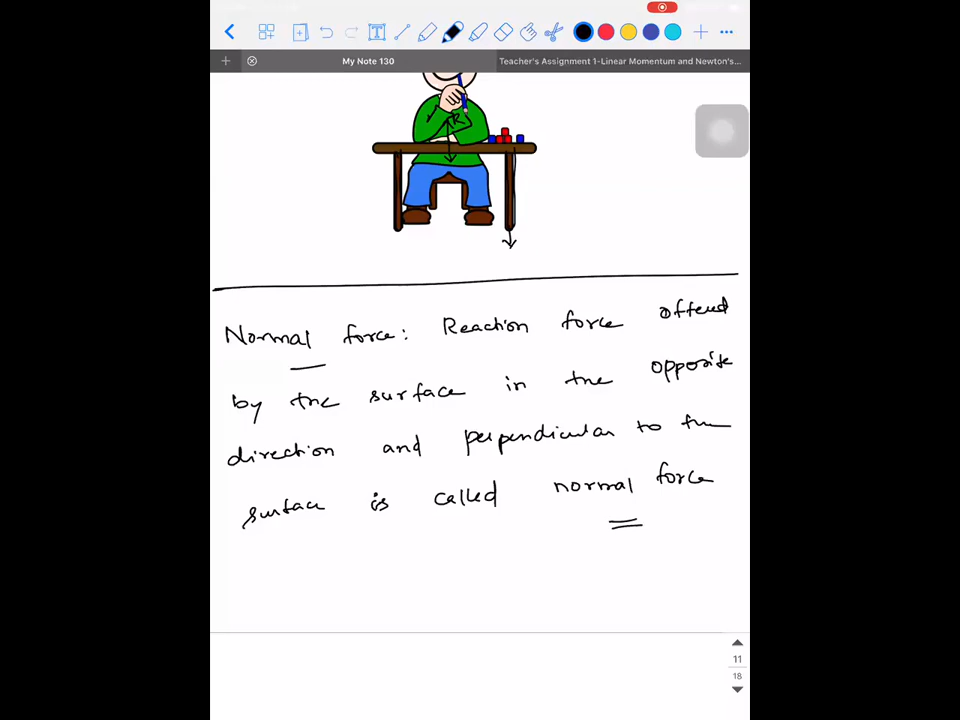 My Note 130
Teacher's Assignment 1-Linear Momentum and Newton's...
R
Normal force: Reaction force offerd
by the surface in the opposite
direction and perpendicular to the
surface is called normal force
11
18